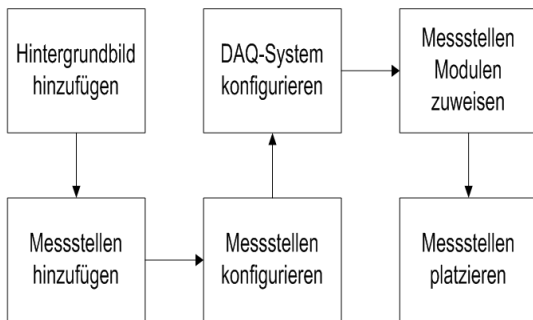 Hintergrundbild
hinzufügen
Messstellen
hinzufügen
Messstellen
konfigurieren
DAQ-System
konfigurieren
Messstellen
Modulen
zuweisen
Messstellen
platzieren